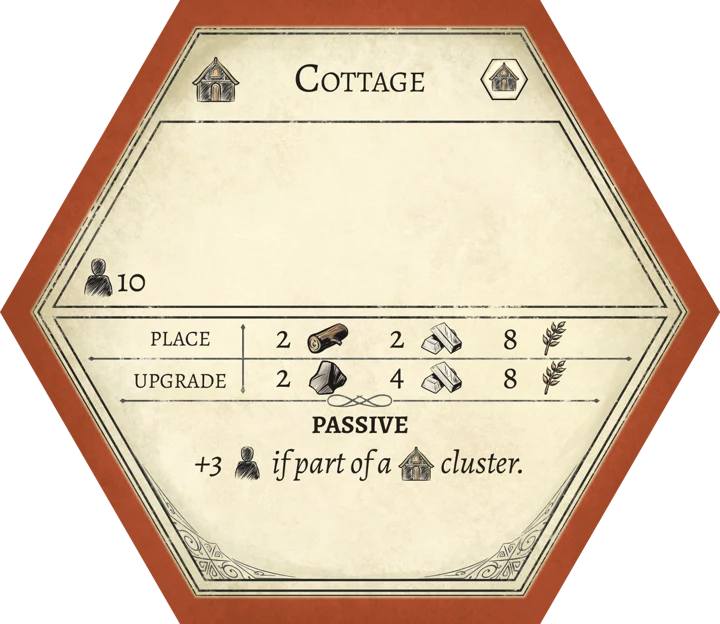 COTTAGE
10
PLACE 2 2 8
UPGRADE 2 4 8
PASSIVE
+3 if part of a cluster.